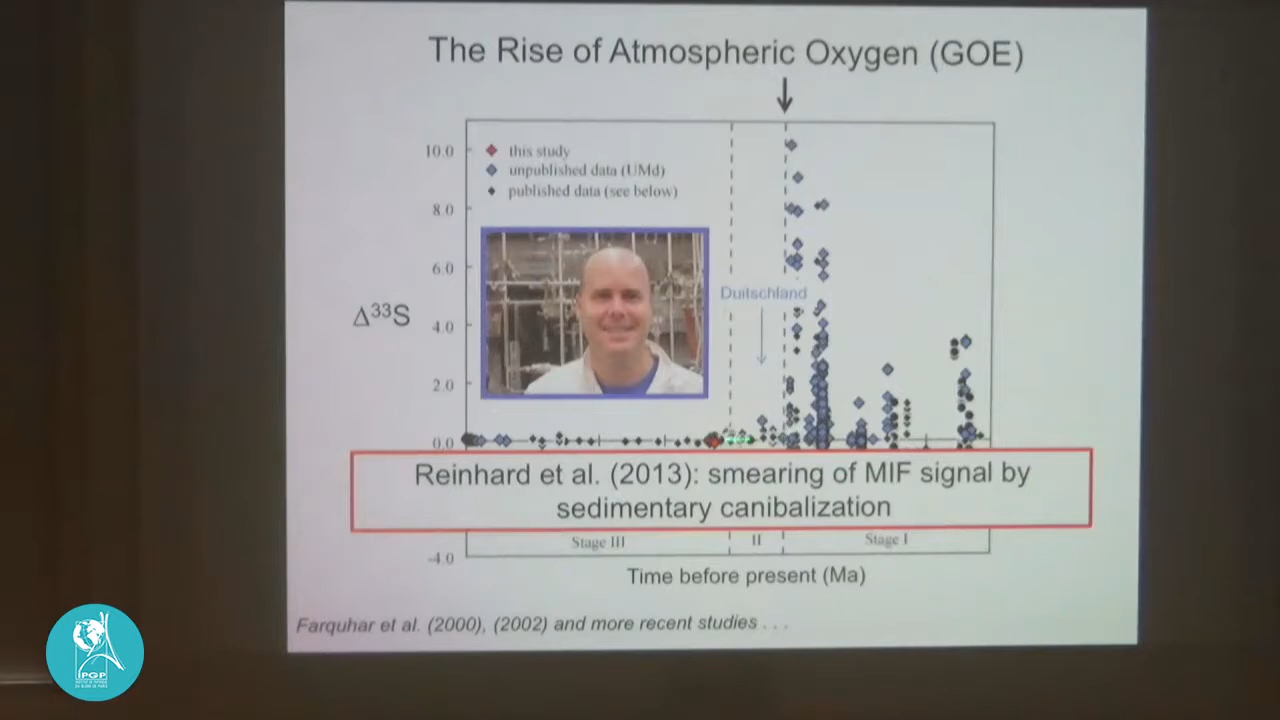 The Rise of Atmospheric Oxygen (GOE)
10.0
this study
unpublished data (UMd)
published data (see below)
8.0
6.0
Duitschland
Δ³³S
4.0
2.0
0.0
Reinhard et al. (2013): smearing of MIF signal by
sedimentary canibalization
Stage III
II
Stage I
-4.0
Time before present (Ma)
Farquhar et al. (2000), (2002) and more recent studies . . .
IPGP